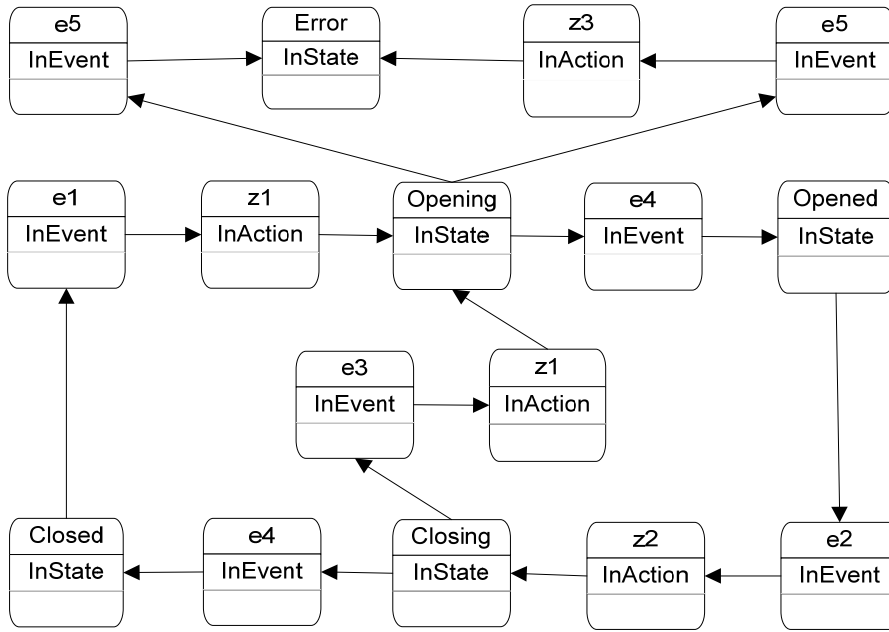 e5
InEvent
Error
InState
z3
InAction
e5
InEvent
e1
InEvent
z1
InAction
Opening
InState
e4
InEvent
Opened
InState
e3
InEvent
z1
InAction
Closed
InState
e4
InEvent
Closing
InState
z2
InAction
e2
InEvent